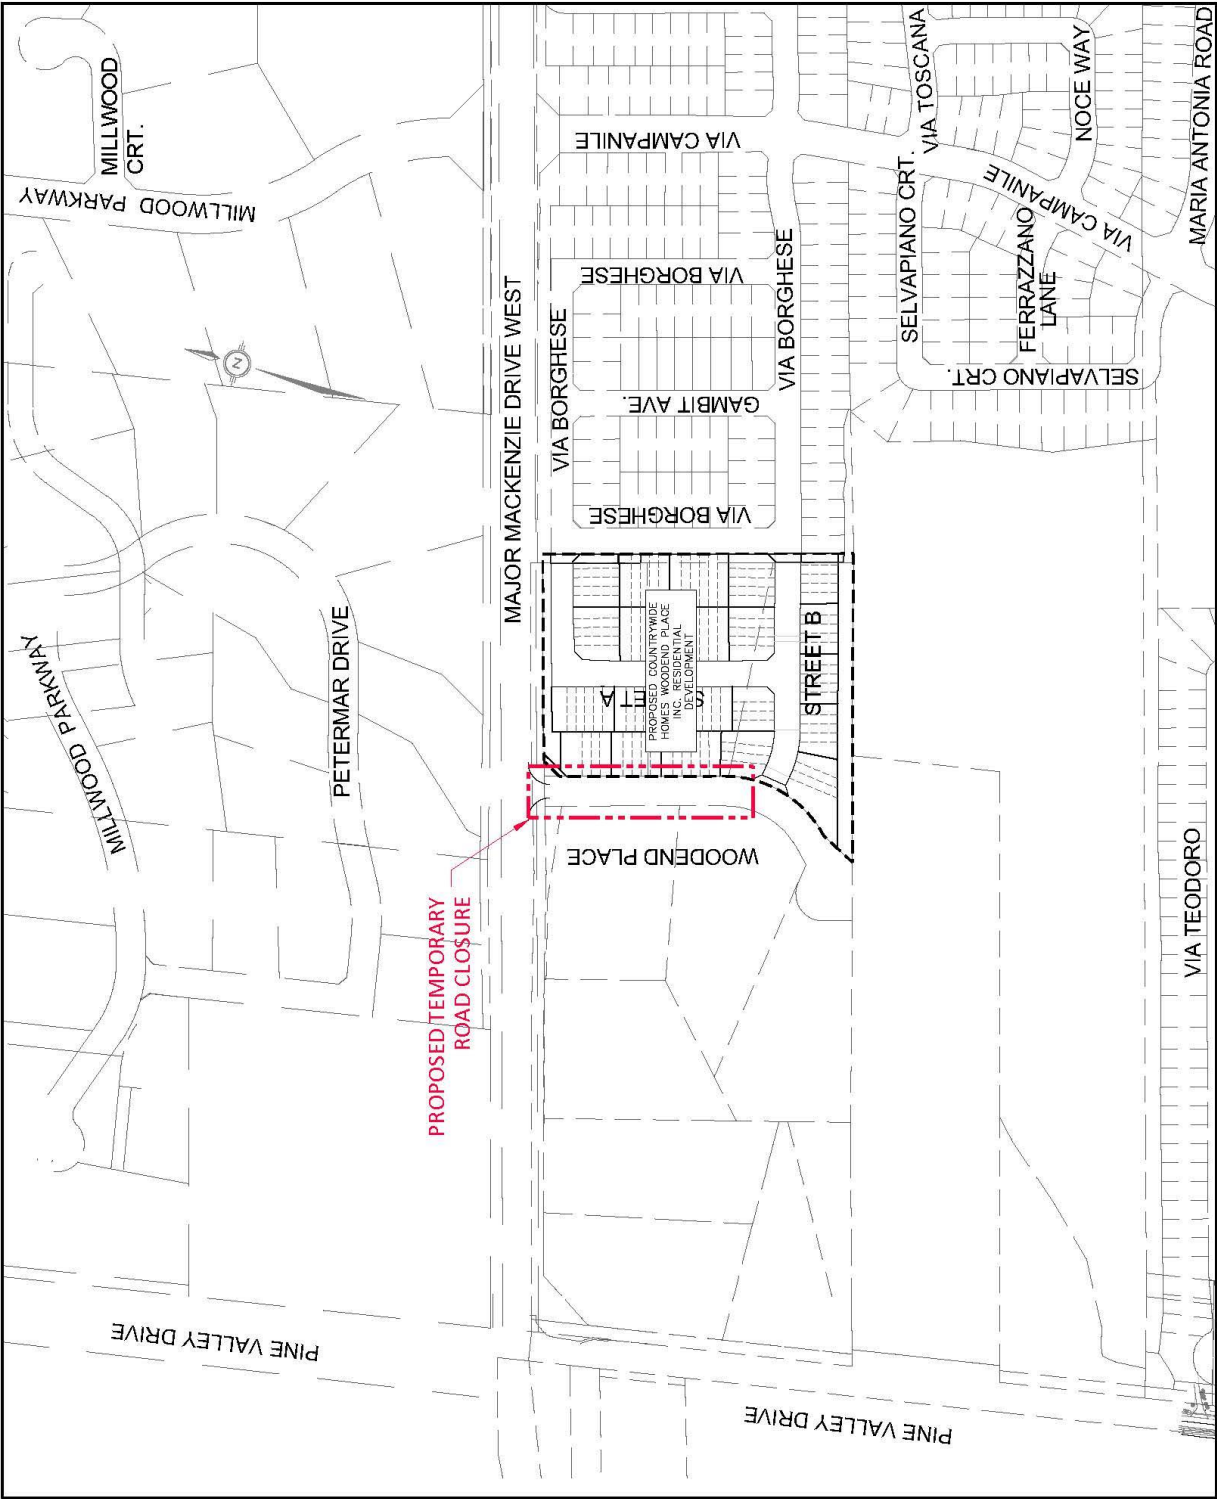 MILLWOOD
CRT.
MILLWOOD PARKWAY
VIA CAMPANILE
VIA TOSCANA
NOCE WAY
MARIA ANTONIA ROAD
SELVAPIANO CRT.
VIA CAMPANILE
FERRAZZANO
LANE
SELVAPIANO CRT.
VIA BORGHESE
VIA BORGHESE
VIA BORGHESE
GAMBIT AVE.
VIA BORGHESE
MAJOR MACKENZIE DRIVE WEST
N
MILLWOOD PARKWAY
PETERMAR DRIVE
PROPOSED COUNTRYWIDE
HOMES WOODEND PLACE
INC. RESIDENTIAL
DEVELOPMENT
S ET A
STREET B
WOODEND PLACE
PROPOSED TEMPORARY
ROAD CLOSURE
VIA TEODORO
PINE VALLEY DRIVE
PINE VALLEY DRIVE